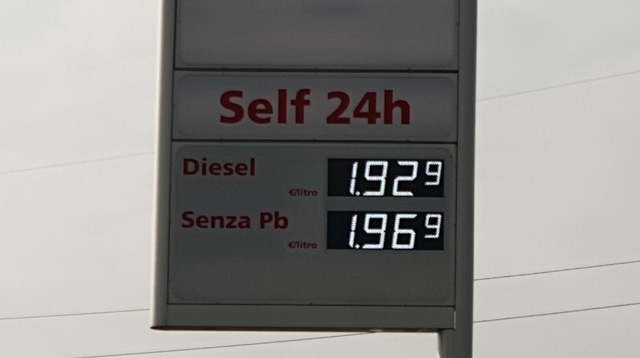 Self 24h
Diesel
€/litro 1.929
Senza Pb
€/litro 1.969